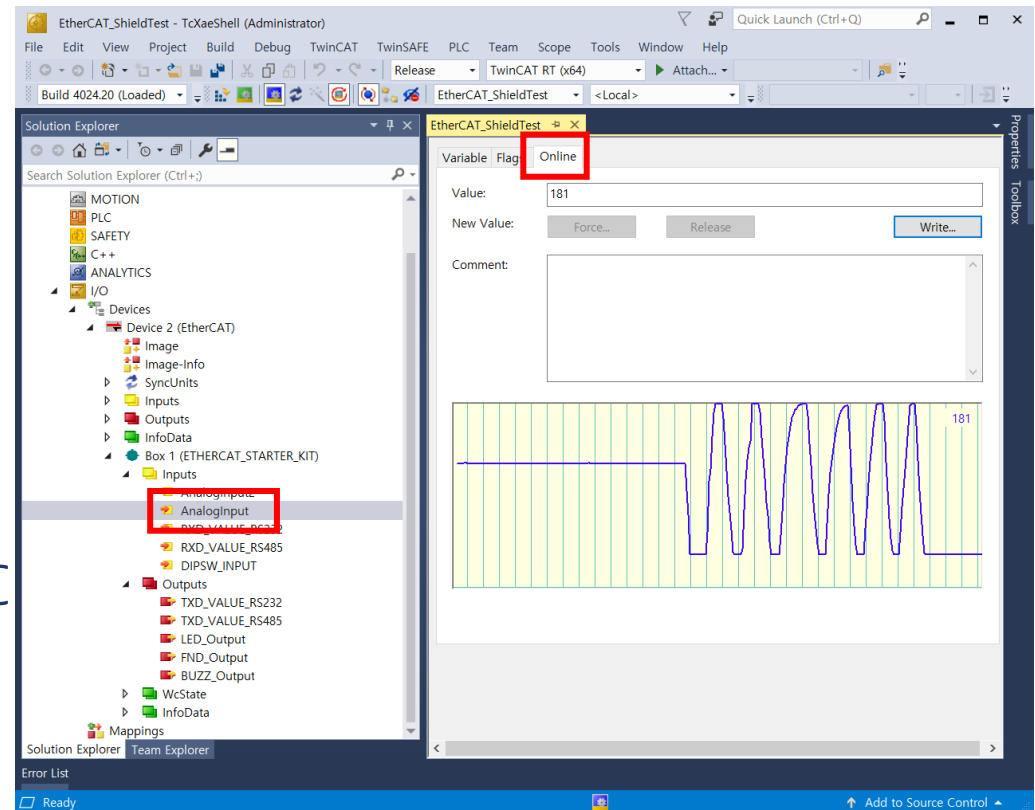 EtherCAT_ShieldTest - TcXaeShell (Administrator)
Quick Launch (Ctrl+Q)
File Edit View Project Build Debug TwinCAT TwinSAFE PLC Team Scope Tools Window Help
Release TwinCAT RT (x64) Attach...
Build 4024.20 (Loaded) EtherCAT_ShieldTest <Local>
Solution Explorer
Search Solution Explorer (Ctrl+;)
MOTION
PLC
SAFETY
C++
ANALYTICS
I/O
Devices
Device 2 (EtherCAT)
Image
Image-Info
SyncUnits
Inputs
Outputs
InfoData
Box 1 (ETHERCAT_STARTER_KIT)
Inputs
AnalogInput2
AnalogInput
RXD_VALUE_RS232
RXD_VALUE_RS485
DIPSW_INPUT
Outputs
TXD_VALUE_RS232
TXD_VALUE_RS485
LED_Output
FND_Output
BUZZ_Output
WcState
InfoData
Mappings
Solution Explorer Team Explorer
EtherCAT_ShieldTest
Variable Flags Online
Value: 181
New Value: Force... Release Write...
Comment:
181
Properties
Toolbox
Error List
Ready
Add to Source Control